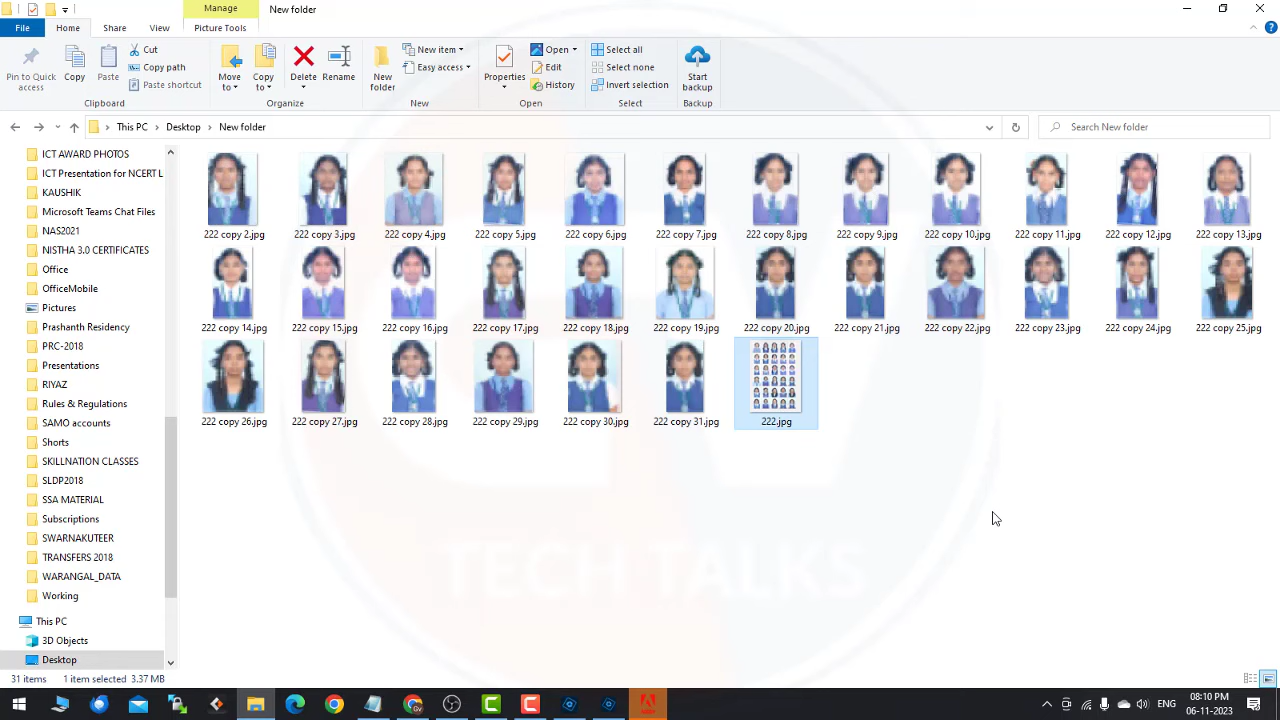 Manage
New folder
File
Home
Share
View
Picture Tools
Pin to Quick access
Copy
Paste
Cut
Copy path
Paste shortcut
Clipboard
Move to
Copy to
Delete
Rename
Organize
New folder
New item
Easy access
New
Properties
Open
Edit
History
Open
Select all
Select none
Invert selection
Select
Start backup
Backup
This PC
Desktop
New folder
Search New folder
ICT AWARD PHOTOS
ICT Presentation for NCERT L
KAUSHIK
Microsoft Teams Chat Files
NAS2021
NISTHA 3.0 CERTIFICATES
Office
OfficeMobile
Pictures
Prashanth Residency
PRC-2018
Presentations
RIYAZ
Rules & Regulations
SAMO accounts
Shorts
SKILLNATION CLASSES
SLDP2018
SSA MATERIAL
Subscriptions
SWARNAKUTEER
TRANSFERS 2018
WARANGAL_DATA
Working
This PC
3D Objects
Desktop
222 copy 2.jpg
222 copy 3.jpg
222 copy 4.jpg
222 copy 5.jpg
222 copy 6.jpg
222 copy 7.jpg
222 copy 8.jpg
222 copy 9.jpg
222 copy 10.jpg
222 copy 11.jpg
222 copy 12.jpg
222 copy 13.jpg
222 copy 14.jpg
222 copy 15.jpg
222 copy 16.jpg
222 copy 17.jpg
222 copy 18.jpg
222 copy 19.jpg
222 copy 20.jpg
222 copy 21.jpg
222 copy 22.jpg
222 copy 23.jpg
222 copy 24.jpg
222 copy 25.jpg
222 copy 26.jpg
222 copy 27.jpg
222 copy 28.jpg
222 copy 29.jpg
222 copy 30.jpg
222 copy 31.jpg
222.jpg
TECH TALKS
31 items
1 item selected
3.37 MB
ENG
08:10 PM
06-11-2023